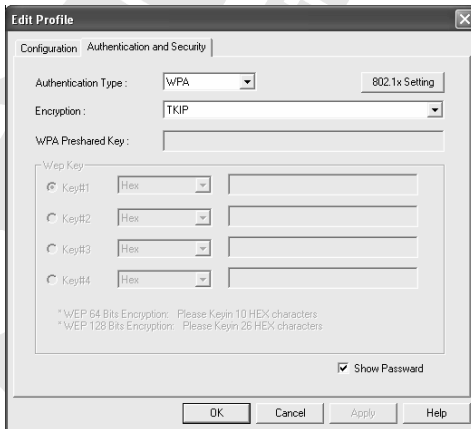 Edit Profile
Configuration Authentication and Security
Authentication Type : WPA 802.1x Setting
Encryption : TKIP
WPA Preshared Key :
Wep Key
Key#1 Hex
Key#2 Hex
Key#3 Hex
Key#4 Hex
* WEP 64 Bits Encryption: Please Keyin 10 HEX characters
* WEP 128 Bits Encryption: Please Keyin 26 HEX characters
Show Passward
OK Cancel Apply Help